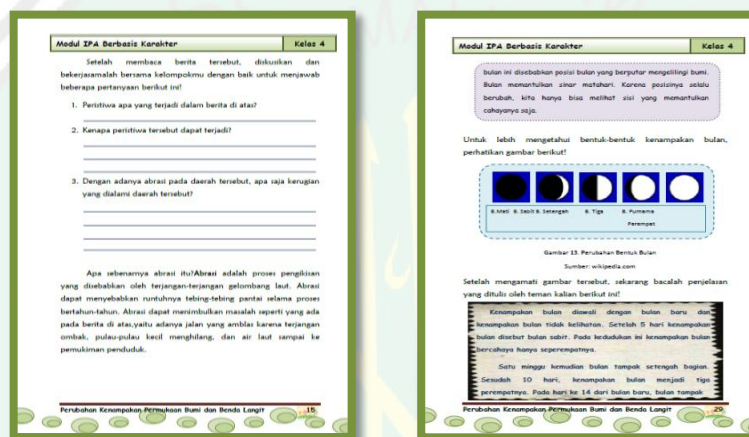 Modul IPA Berbasis Karakter Kelas 4
Setelah membaca berita tersebut, diskusikan dan
bekerjasamalah bersama kelompokmu dengan baik untuk menjawab
beberapa pertanyaan berikut ini!
1. Peristiwa apa yang terjadi dalam berita di atas?
2. Kenapa peristiwa tersebut dapat terjadi?
3. Dengan adanya abrasi pada daerah tersebut, apa saja kerugian
yang dialami daerah tersebut?
Apa sebenarnya abrasi itu?Abrasi adalah proses pengikisan
yang disebabkan oleh terjangan-terjangan gelombang laut. Abrasi
dapat menyebabkan runtuhnya tebing-tebing pantai selama proses
bertahun-tahun. Abrasi dapat menimbulkan masalah seperti yang ada
pada berita di atas,yaitu adanya jalan yang amblas karena terjangan
ombak, pulau-pulau kecil menghilang, dan air laut sampai ke
pemukiman penduduk.
Perubahan Kenampakan Permukaan Bumi dan Benda Langit 15
Modul IPA Berbasis Karakter Kelas 4
bulan ini disebabkan posisi bulan yang berputar mengelilingi bumi.
Bulan memantulkan sinar matahari. Karena posisinya selalu
berubah, kita hanya bisa melihat sisi yang memantulkan
cahayanya saja.
Untuk lebih mengetahui bentuk-bentuk kenampakan bulan,
perhatikan gambar berikut!
B.Mati B. Sabit B. Setengah B. Tiga B. Purnama
Perempat
Gambar 13. Perubahan Bentuk Bulan
Sumber: wikipedia.com
Setelah mengamati gambar tersebut, sekarang bacalah penjelasan
yang ditulis oleh teman kalian berikut ini!
Kenampakan bulan diawali dengan bulan baru dan
kenampakan bulan tidak kelihatan. Setelah 5 hari kenampakan
bulan disebut bulan sabit. Pada kedudukan ini kenampakan bulan
bercahaya hanya seperempatnya.
Satu minggu kemudian bulan tampak setengah bagian.
Sesudah 10 hari, kenampakan bulan menjadi tiga
perempatnya. Pada hari ke 14 dari bulan baru, bulan tampak
Perubahan Kenampakan Permukaan Bumi dan Benda Langit 29